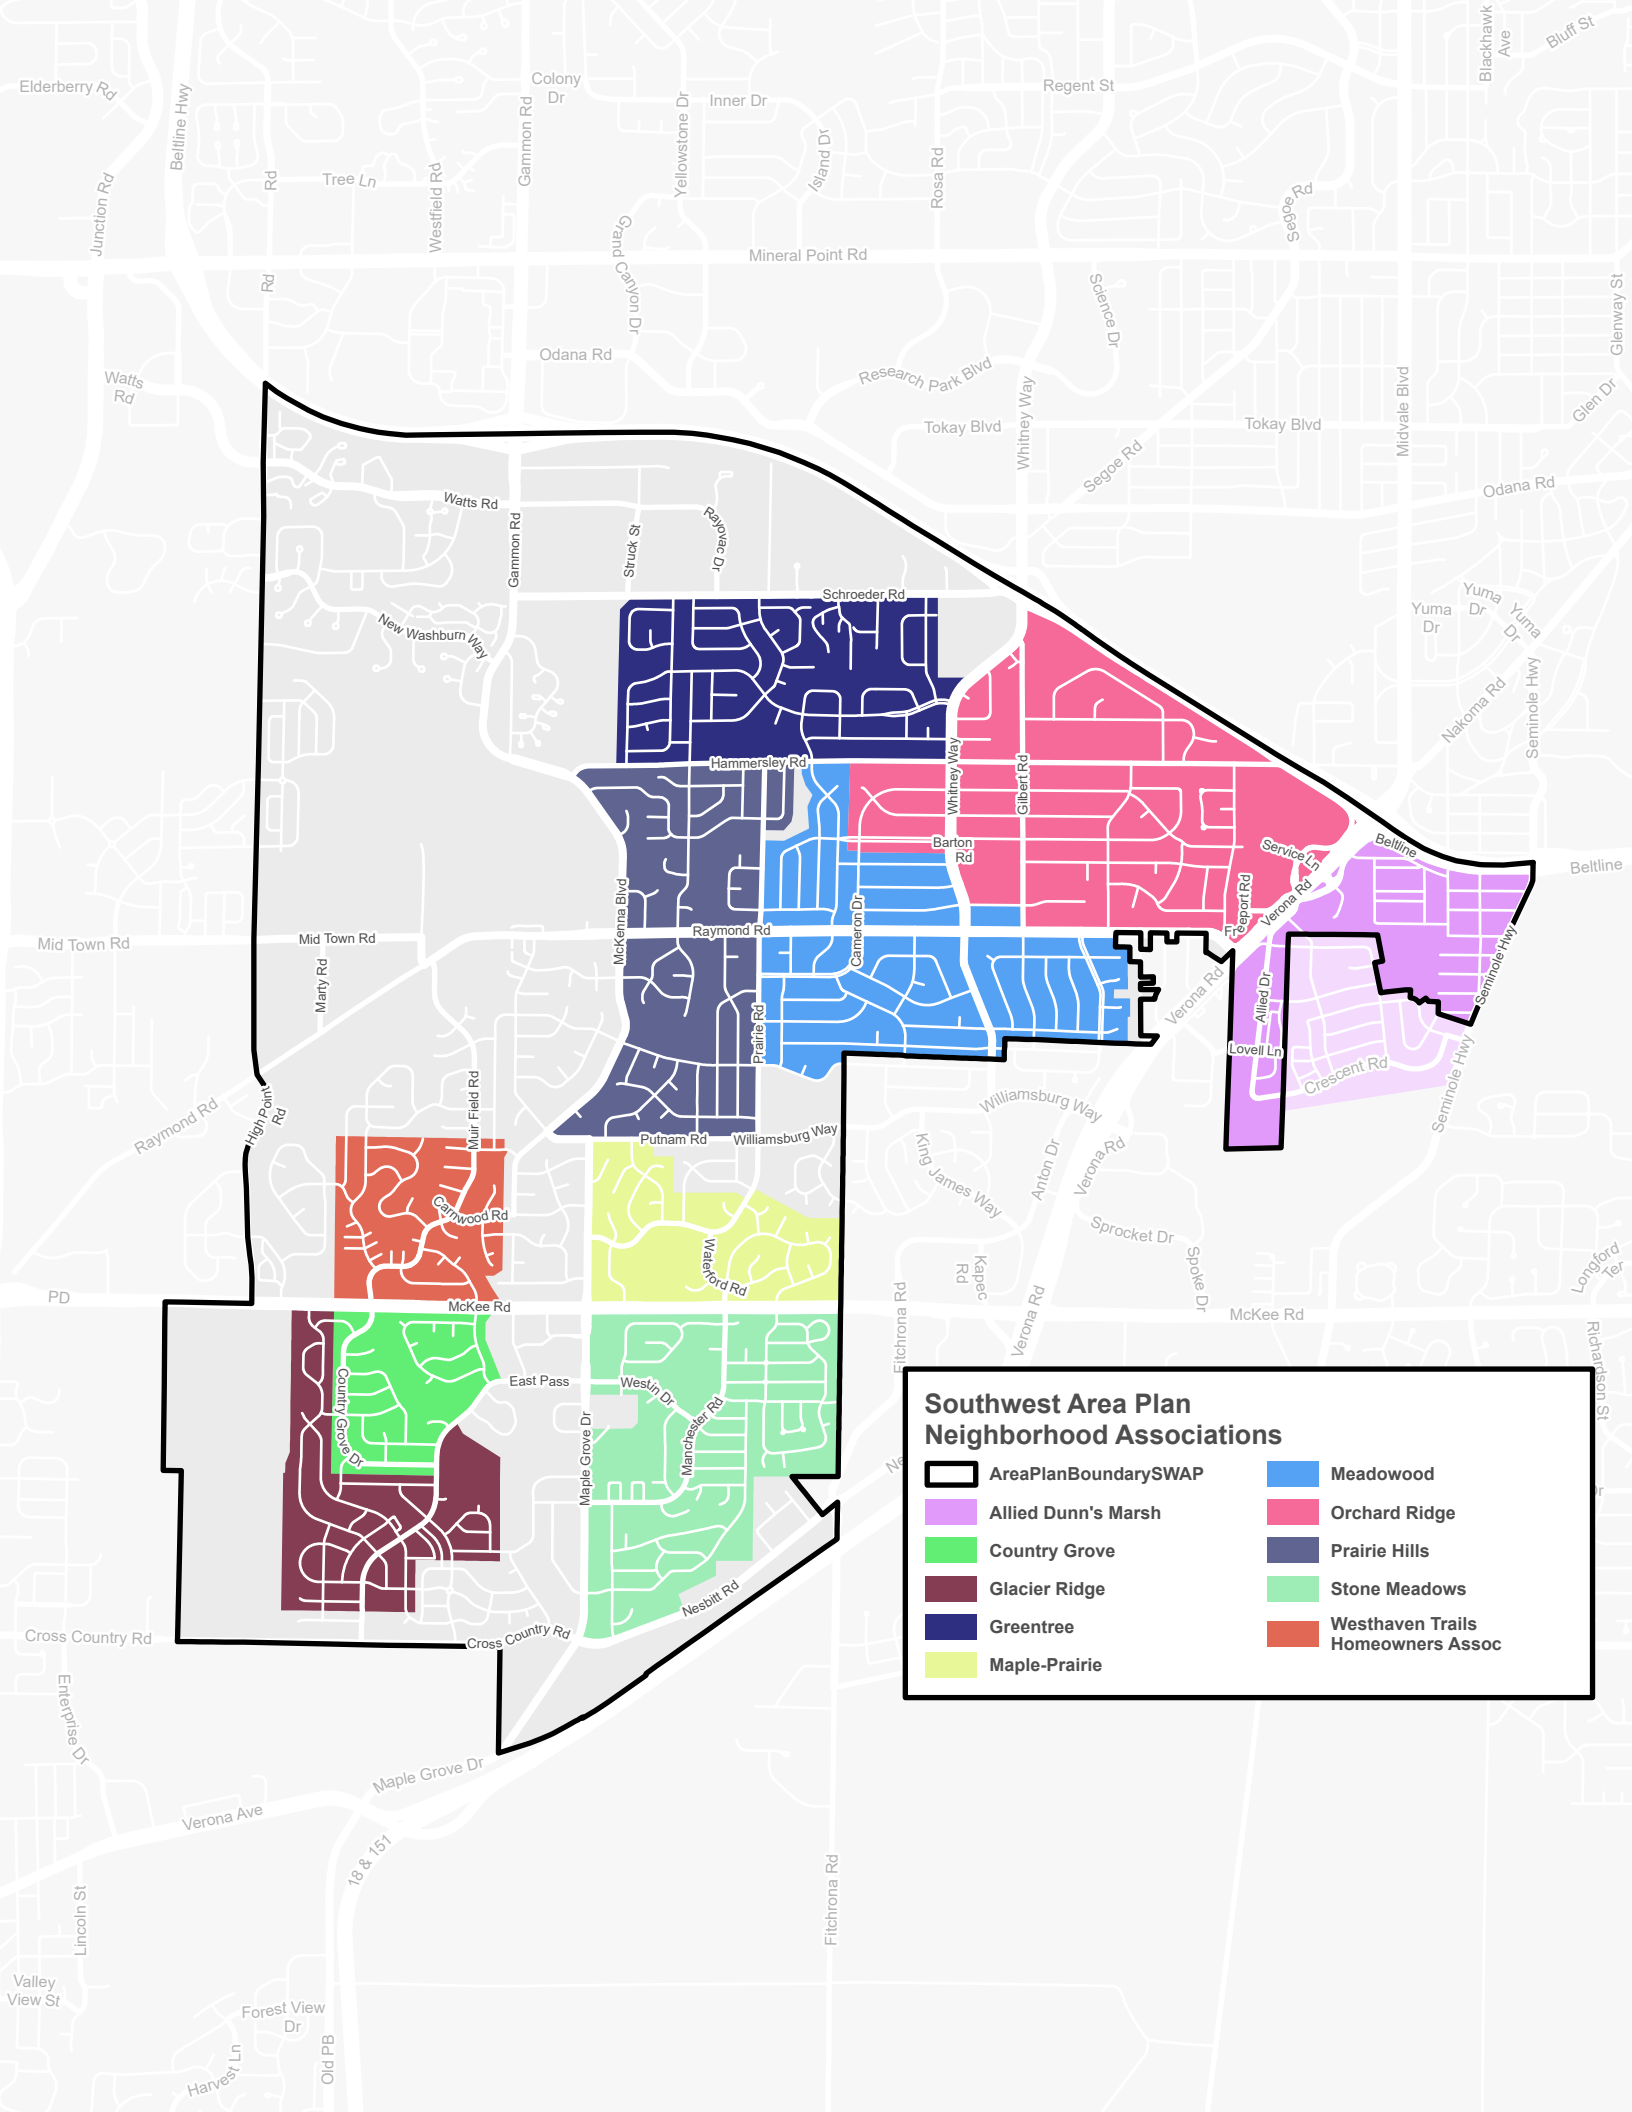 Blackhawk
Ave
Bluff St
Elderberry Rd
Beltline Hwy
Gammon Rd
Colony
Dr
Yellowstone Dr
Inner Dr
Regent St
Island Dr
Rosa Rd
Junction Rd
Rd
Tree Ln
Westfield Rd
Segoe Rd
Grand Canyon Dr
Mineral Point Rd
Rd
Science Dr
Glenway St
Odana Rd
Watts
Rd
Research Park Blvd
Whitney Way
Midvale Blvd
Glen Dr
Tokay Blvd
Tokay Blvd
Segoe Rd
Odana Rd
Watts Rd
Gammon Rd
Struck St
Rayovac Dr
Schroeder Rd
Yuma
Dr
Yuma
Dr
Yuma
Dr
New Washburn Way
Seminole Hwy
Nakoma Rd
Hammersley Rd
Whitney Way
Gilbert Rd
Barton
Rd
Service Ln
Beltline
Beltline
McKenna Blvd
Cameron Dr
Freeport Rd
Verona Rd
Mid Town Rd
Mid Town Rd
Raymond Rd
Seminole Hwy
Marty Rd
Verona Rd
Allied Dr
Prairie Rd
Lovell Ln
Crescent Rd
Seminole Hwy
High Point
Rd
Raymond Rd
Muir Field Rd
Williamsburg Way
Putnam Rd
Williamsburg Way
King James Way
Anton Dr
Verona Rd
Carnwood Rd
Sprocket Dr
Waterford Rd
Kapec
Rd
Spoke Dr
Longford
Ter
PD
McKee Rd
Fitchrona Rd
Verona Rd
McKee Rd
Richardson St
Country Grove Dr
East Pass
Westin Dr
Manchester Rd
Maple Grove Dr
Ne
Dr
Southwest Area Plan
Neighborhood Associations
AreaPlanBoundarySWAP
Allied Dunn's Marsh
Country Grove
Glacier Ridge
Greentree
Maple-Prairie
Meadowood
Orchard Ridge
Prairie Hills
Stone Meadows
Westhaven Trails
Homeowners Assoc
Nesbitt Rd
Cross Country Rd
Cross Country Rd
Enterprise Dr
Maple Grove Dr
Verona Ave
18 & 151
Fitchrona Rd
Lincoln St
Valley
View St
Forest View
Dr
Old PB
Harvest Ln